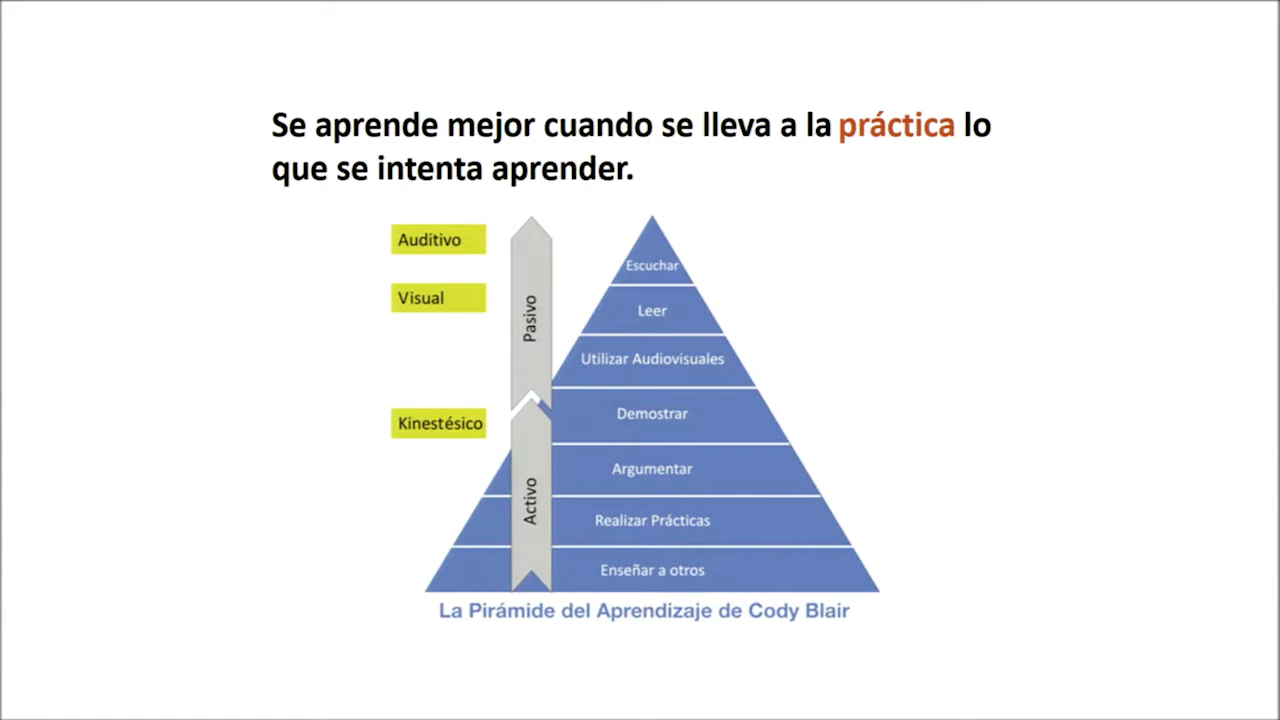 Se aprende mejor cuando se lleva a la práctica lo
que se intenta aprender.
Auditivo
Visual
Kinestésico
Pasivo
Activo
Escuchar
Leer
Utilizar Audiovisuales
Demostrar
Argumentar
Realizar Prácticas
Enseñar a otros
La Pirámide del Aprendizaje de Cody Blair